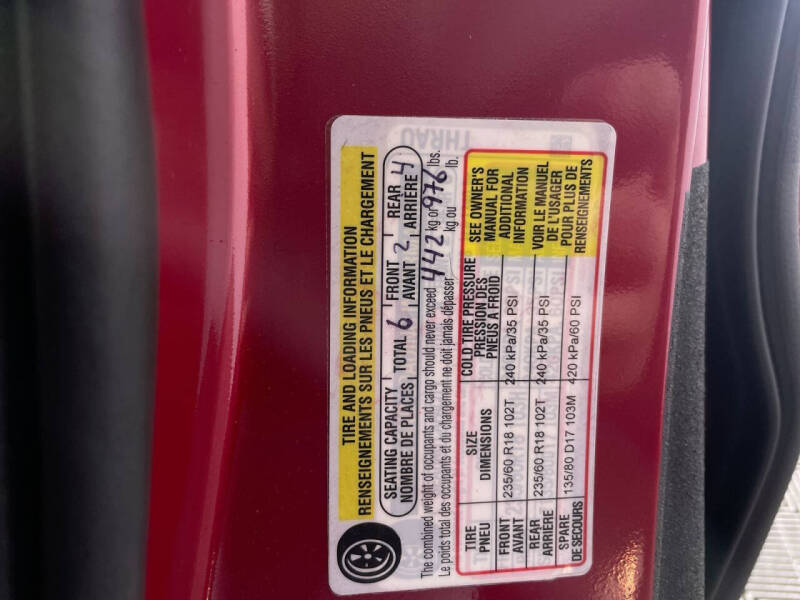 TIRE AND LOADING INFORMATION
RENSEIGNEMENTS SUR LES PNEUS ET LE CHARGEMENT
SEATING CAPACITY
NOMBRE DE PLACES
TOTAL 6
FRONT
AVANT 2
REAR
ARRIÈRE 4
The combined weight of occupants and cargo should never exceed 442 kg or 976 lbs.
Le poids total des occupants et du chargement ne doit jamais dépasser kg ou lb.
TIRE
PNEU
SIZE
DIMENSIONS
COLD TIRE PRESSURE
PRESSION DES
PNEUS A FROID
SEE OWNER'S
MANUAL FOR
ADDITIONAL
INFORMATION
VOIR LE MANUEL
DE L'USAGER
POUR PLUS DE
RENSEIGNEMENTS
FRONT
AVANT
235/60 R18 102T
240 kPa/35 PSI
REAR
ARRIERE
235/60 R18 102T
240 kPa/35 PSI
SPARE
DE SECOURS
135/80 D17 103M
420 kPa/60 PSI